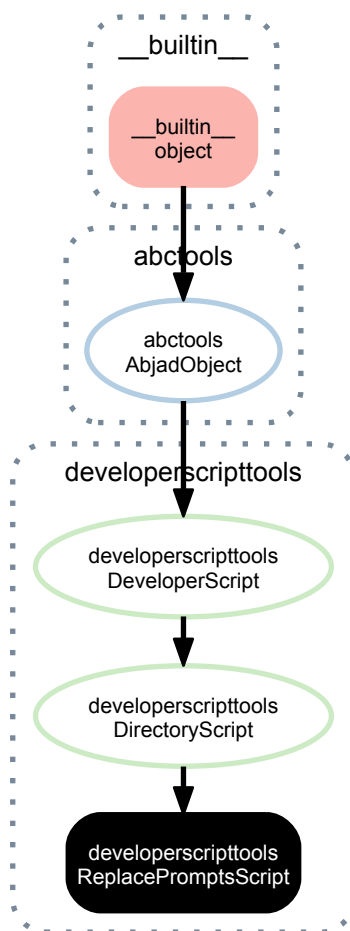 __builtin__
__builtin__
object
abctools
abctools
AbjadObject
developerscripttools
developerscripttools
DeveloperScript
developerscripttools
DirectoryScript
developerscripttools
ReplacePromptsScript